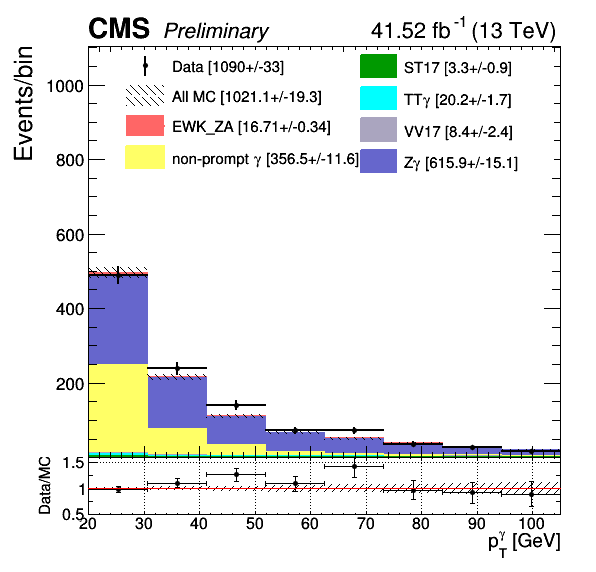 CMS Preliminary 41.52 fb⁻¹ (13 TeV)
Events/bin
1000
800
600
400
200
Data [1090+/-33]
All MC [1021.1+/-19.3]
EWK_ZA [16.71+/-0.34]
non-prompt γ [356.5+/-11.6]
ST17 [3.3+/-0.9]
TTγ [20.2+/-1.7]
VV17 [8.4+/-2.4]
Zγ [615.9+/-15.1]
Data/MC
1.5
1
0.5
20 30 40 50 60 70 80 90 100
p_T^γ [GeV]